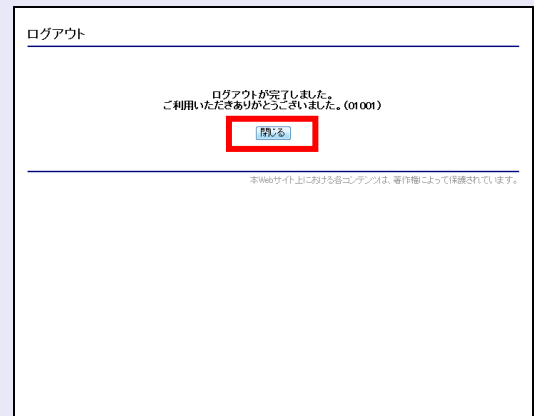 ログアウト
ログアウトが完了しました。
ご利用いただきありがとうございました。(01001)
閉じる
本Webサイト上における各コンテンツは、著作権によって保護されています。